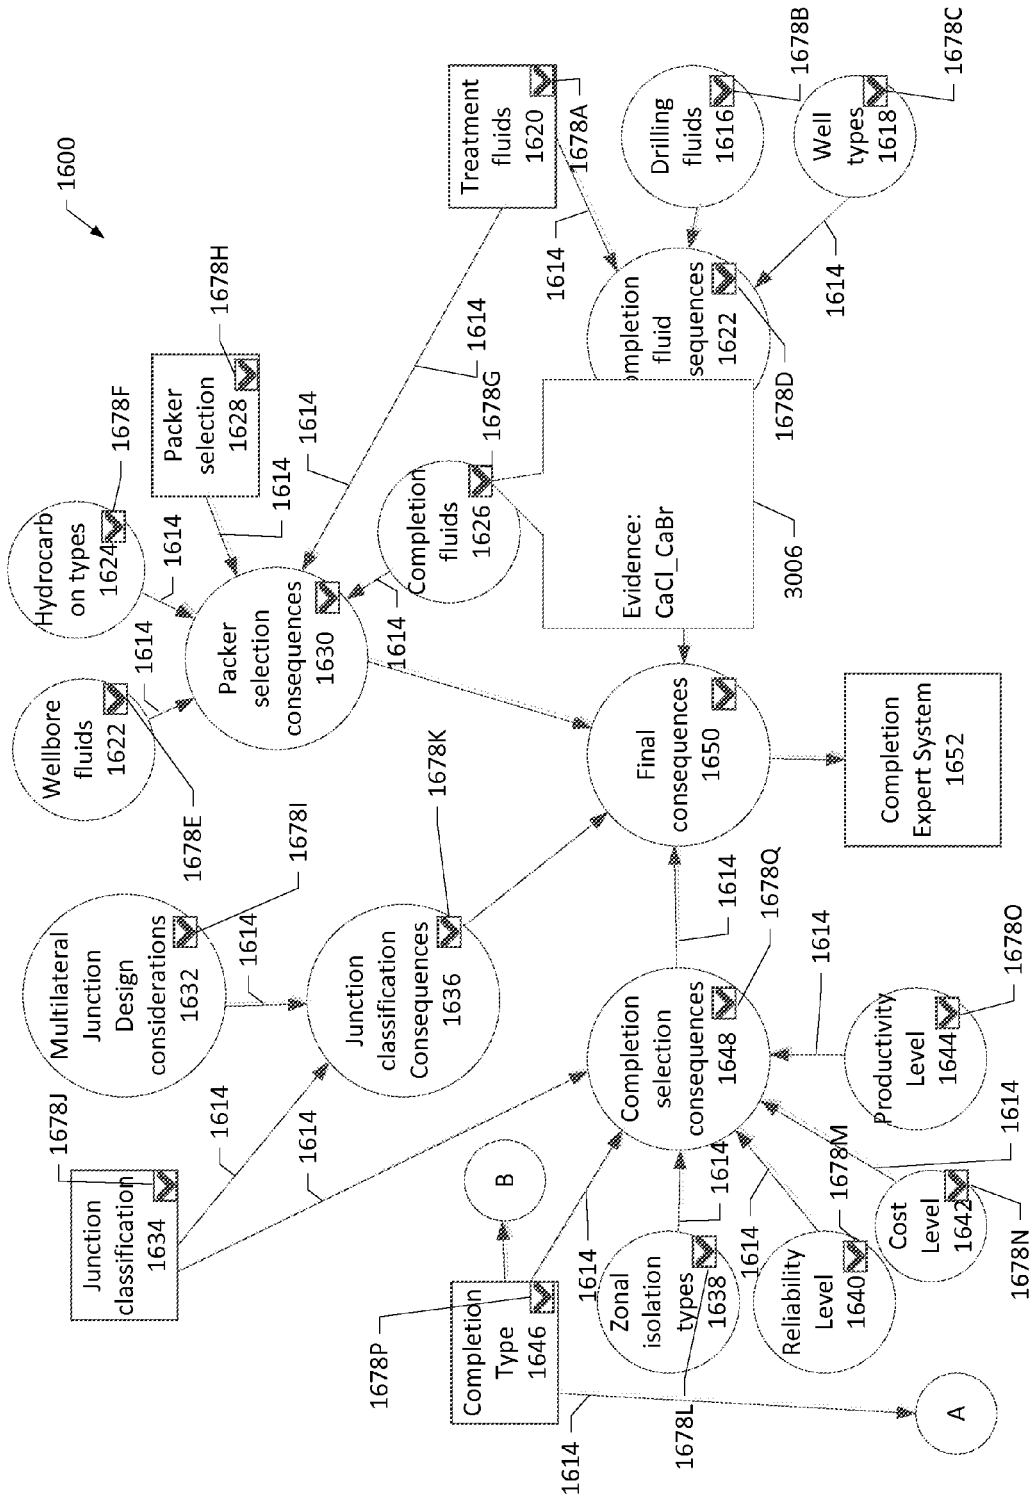 1600
Junction
classification
1634
1678J
1614
1614
Multilateral
Junction
Design
considerations
1632
1678I
1614
Wellbore
fluids
1622
1678E
1614
Hydrocarb
on types
1624
1678F
1614
Packer
selection
1628
1678H
1614
1614
Packer
selection
consequences
1630
Junction
classification
Consequences
1636
1678K
1614
1614
Completion
fluids
1626
1678G
Treatment
fluids
1620
1678A
1614
Completion
Type
1646
1678P
1614
1614
B
A
Zonal
isolation
types
1638
1678L
1614
Reliability
Level
1640
1678M
1614
Cost
Level
1642
1678N
1614
Productivity
Level
1644
1678O
1614
Completion
selection
consequences
1648
1678Q
1614
Final
consequences
1650
Evidence:
CaCl_CaBr
3006
ompletion
fluid
sequences
1622
1678D
Drilling
fluids
1616
1678B
Well
types
1618
1678C
1614
Completion
Expert System
1652